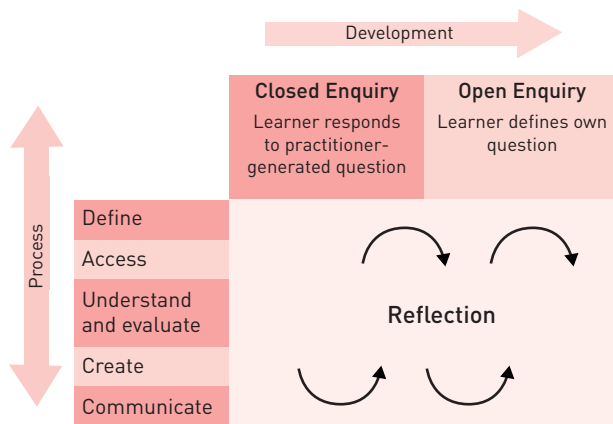 Development
Closed Enquiry
Learner responds
to practitioner-
generated question
Open Enquiry
Learner defines own
question
Process
Define
Access
Understand
and evaluate
Create
Communicate
Reflection